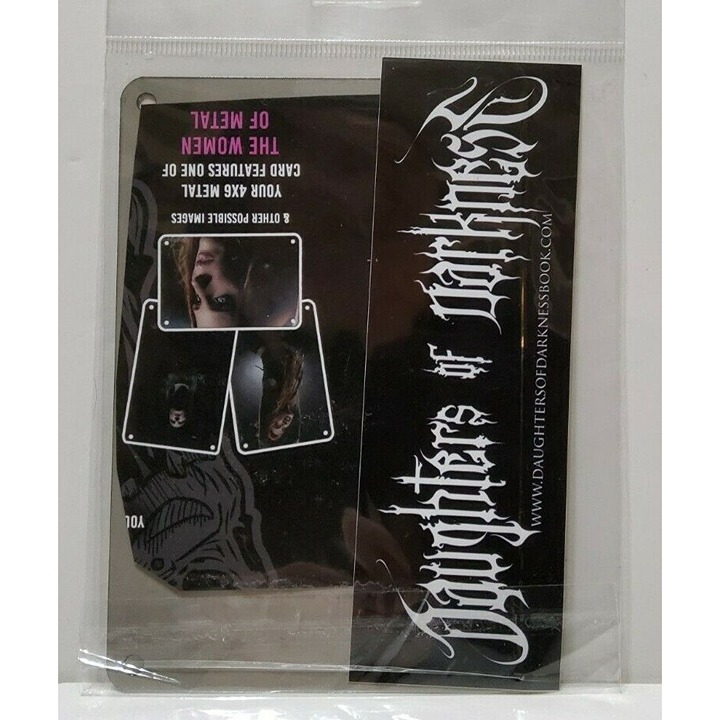 & OTHER POSSIBLE IMAGES
YOUR 4X6 METAL
CARD FEATURES ONE OF
THE WOMEN
OF METAL
Daughters of Darkness
WWW.DAUGHTERSOFDARKNESSBOOK.COM